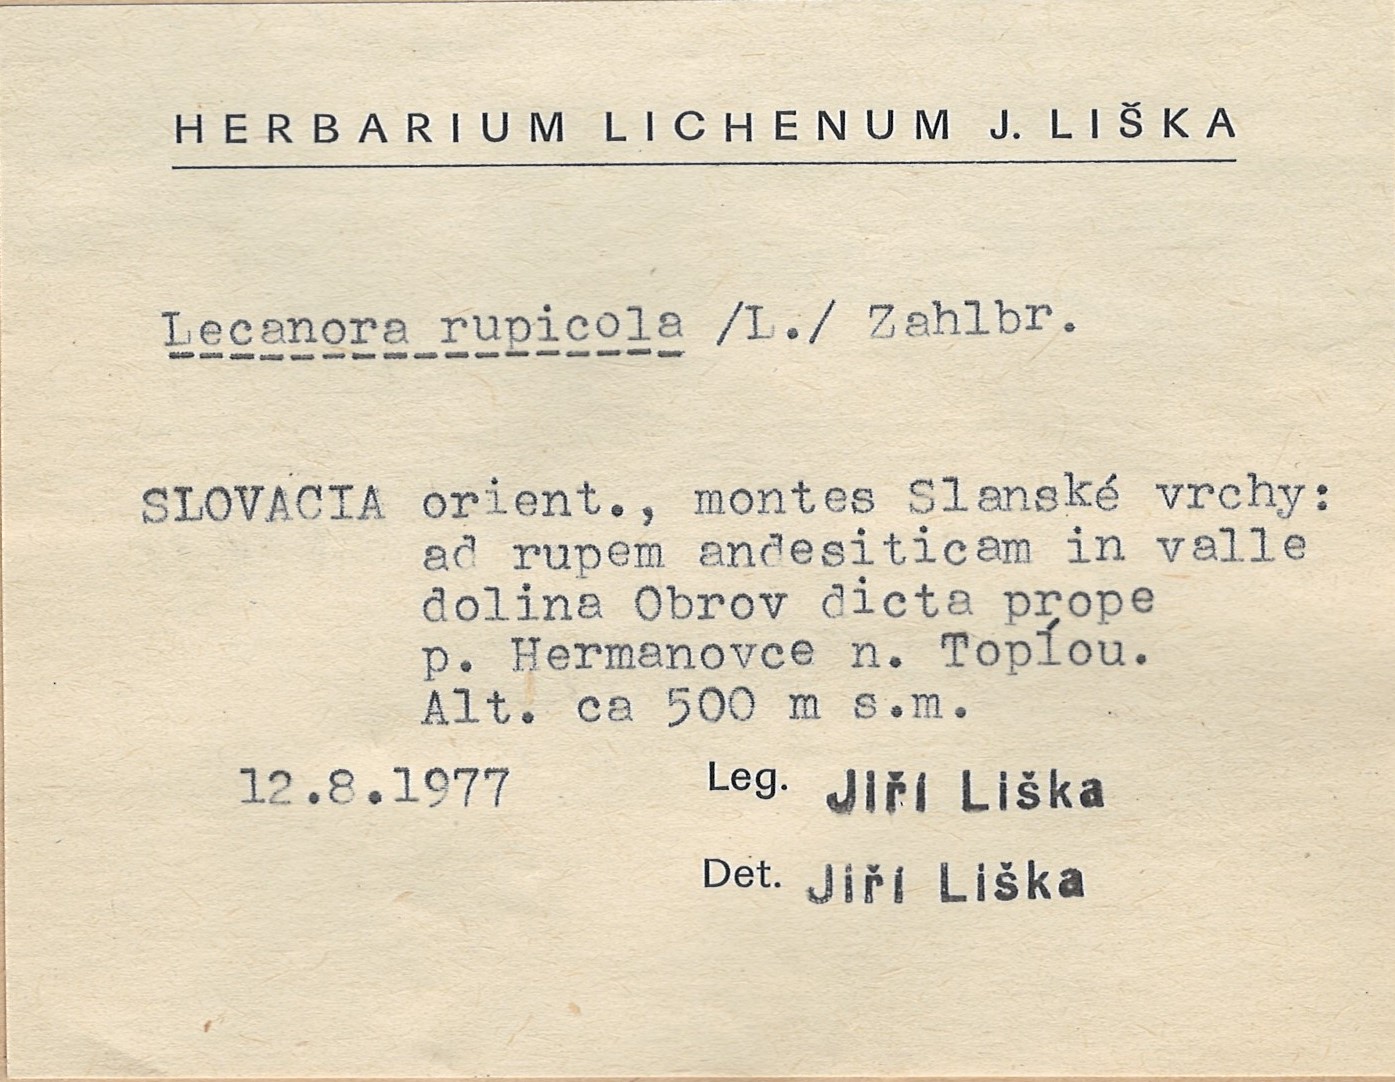 HERBARIUM LICHENUM J. LIŠKA
Lecanora rupicola /L./ Zahlbr.
SLOVACIA orient., montes Slanské vrchy:
ad rupem andesiticam in valle
dolina Obrov dicta prope
p. Hermanovce n. Topĺou.
Alt. ca 500 m s.m.
12.8.1977 Leg. Jiří Liška
Det. Jiří Liška